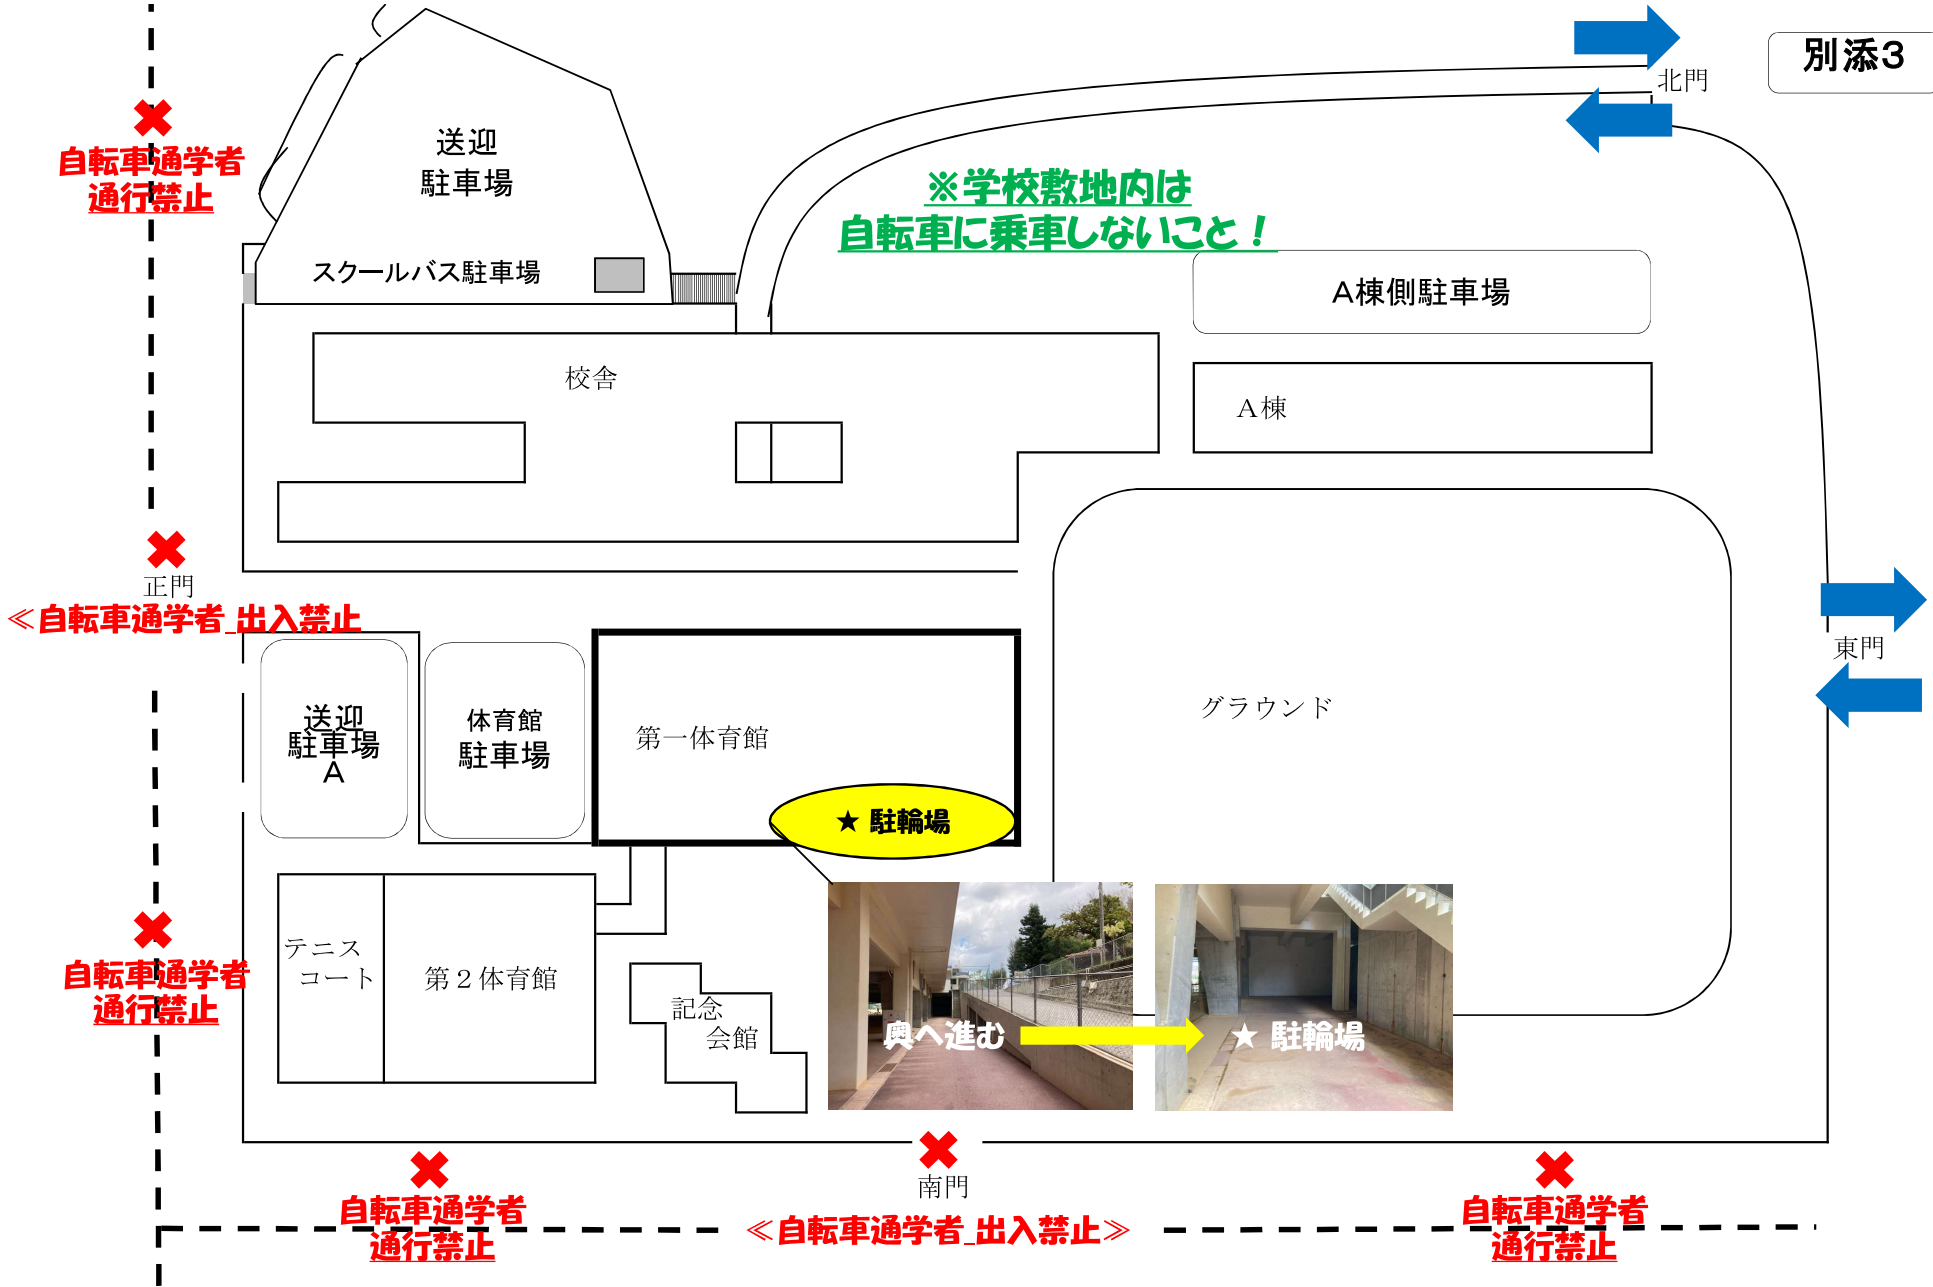 別添3
北門
自転車通学者
通行禁止
送迎
駐車場
※学校敷地内は
自転車に乗車しないこと！
スクールバス駐車場
A棟側駐車場
校舎
A棟
正門
≪自転車通学者_出入禁止
東門
送迎
駐車場
A
体育館
駐車場
第一体育館
グラウンド
★ 駐輪場
自転車通学者
通行禁止
テニス
コート
第２体育館
記念
会館
奥へ進む
★ 駐輪場
南門
自転車通学者
通行禁止
≪自転車通学者_出入禁止≫
自転車通学者
通行禁止